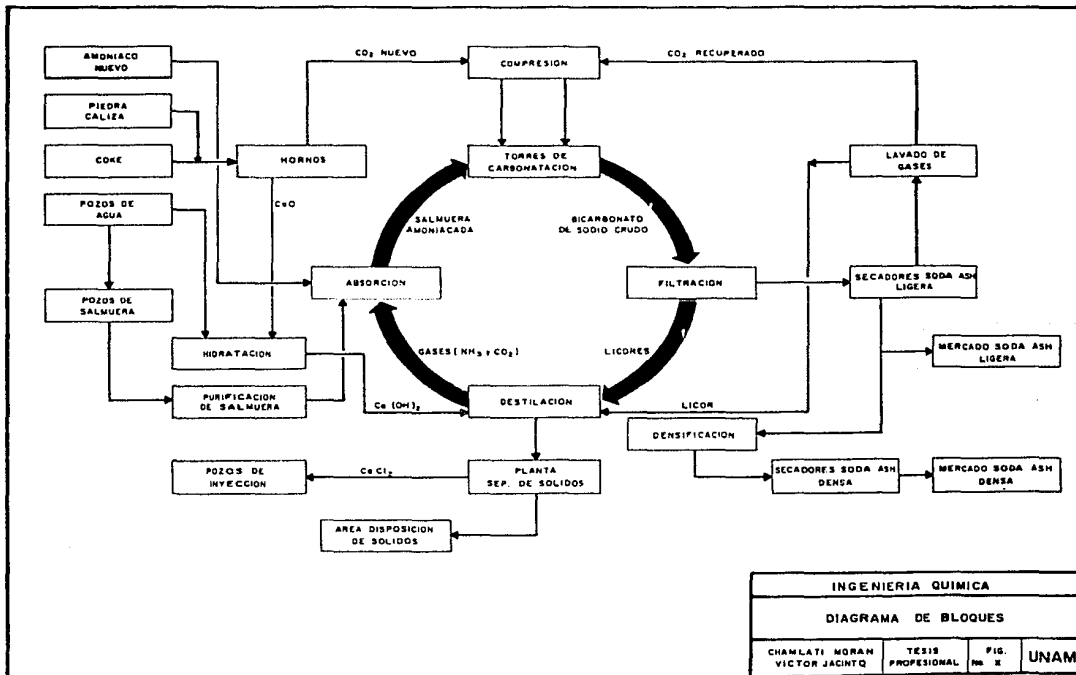 AMONIACO
NUEVO
PIEDRA
CALIZA
COKE
POZOS DE
AGUA
POZOS DE
SALMUERA
HORNOS
CaO
HIDRATACION
PURIFICACION
DE SALMUERA
CO₂ NUEVO
COMPRESION
CO₂ RECUPERADO
TORRES DE
CARBONATACION
SALMUERA
AMONIACADA
BICARBONATO
DE SODIO CRUDO
ABSORCION
FILTRACION
GASES (NH₃ Y CO₂)
LICORES
Ca (OH)₂
DESTILACION
LICOR
LAVADO DE
GASES
SECADORES SODA ASH
LIGERA
MERCADO SODA ASH
LIGERA
DENSIFICACION
SECADORES SODA ASH
DENSA
MERCADO SODA ASH
DENSA
POZOS DE
INYECCION
CaCl₂
PLANTA
SEP. DE SOLIDOS
AREA DISPOSICION
DE SOLIDOS
INGENIERIA QUIMICA
DIAGRAMA DE BLOQUES
CHAMLATI MORAN
VICTOR JACINTO
TESIS
PROFESIONAL
FIG.
No. X
UNAM